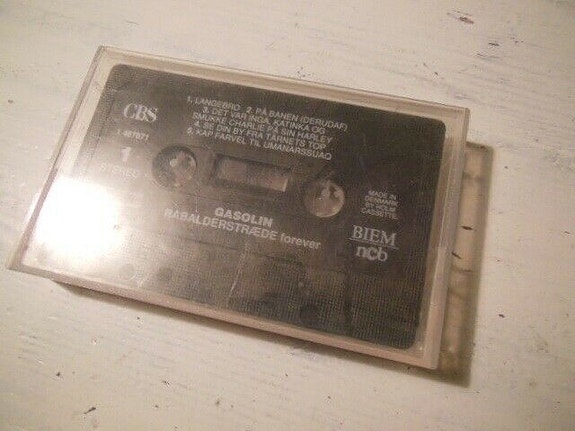 1. LANGEBRO 2. PÅ BANEN (DERUDAF)
3. DET VAR INGA, KATINKA OG
SMUKKE CHARLIE PÅ SIN HARLEY
4. SE DIN BY FRA TÅRNETS TOP
5. KAP FARVEL TIL UMANARSSUAQ
CBS
1
STEREO
MADE IN
DENMARK
BY HOLM
CASSETTE.
GASOLIN
RABALDERSTRÆDE forever
BIEM
ncb